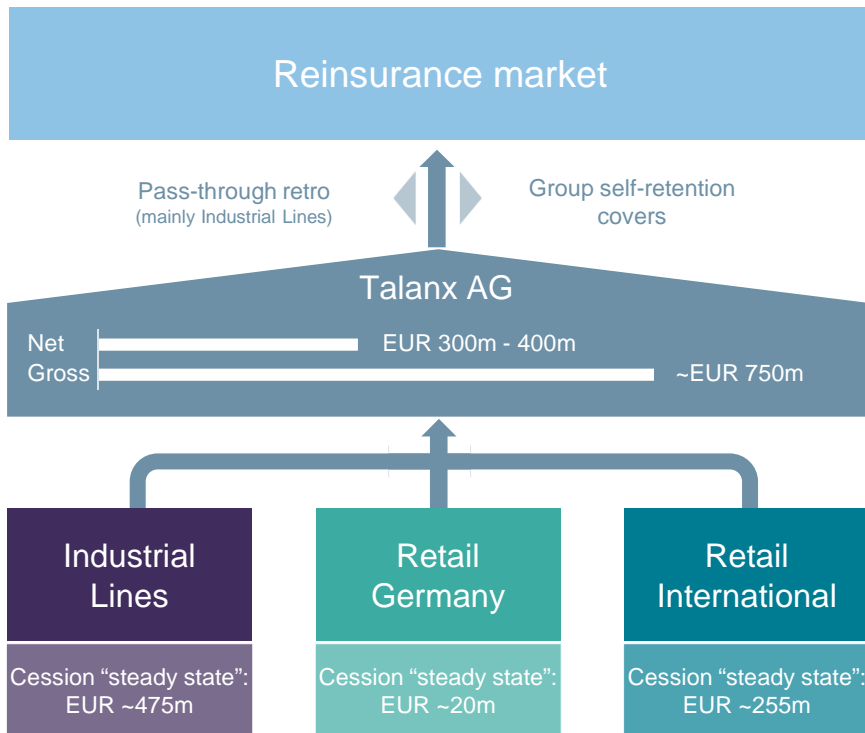 Reinsurance market
Pass-through retro
(mainly Industrial Lines)
Group self-retention
covers
Talanx AG
Net
EUR 300m - 400m
Gross
~EUR 750m
Industrial
Lines
Cession “steady state”:
EUR ~475m
Retail
Germany
Cession “steady state”:
EUR ~20m
Retail
International
Cession “steady state”:
EUR ~255m